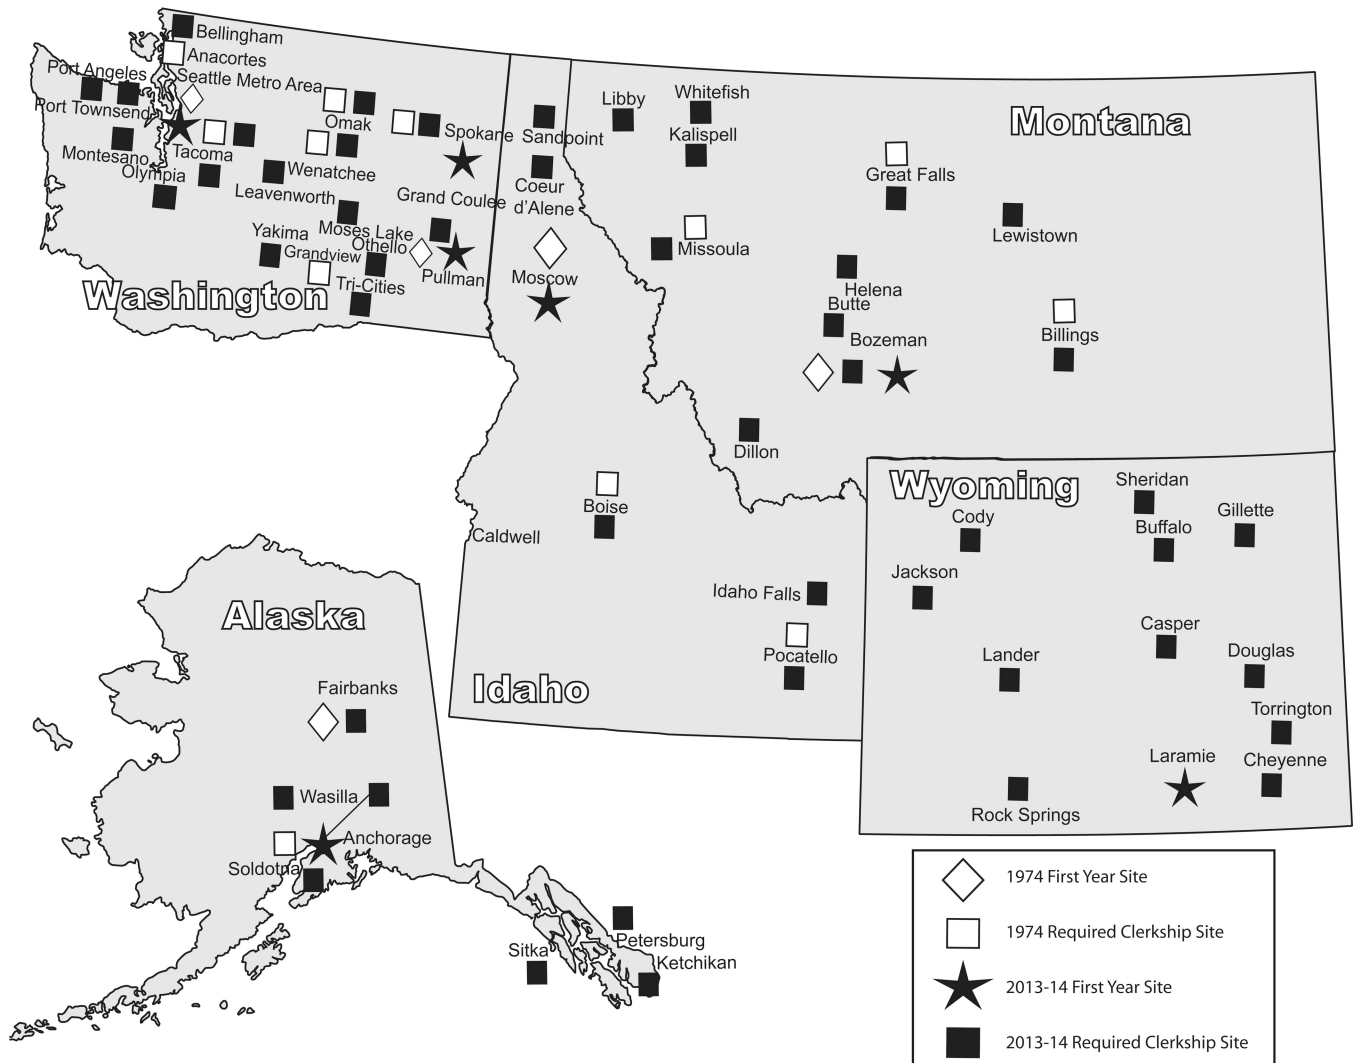 Bellingham
Anacortes
Port Angeles
Seattle Metro Area
Port Townsend
Omak
Spokane
Montesano
Tacoma
Olympia
Wenatchee
Leavenworth
Grand Coulee
Moses Lake
Yakima
Othello
Grandview
Pullman
Tri-Cities
Washington
Sandpoint
Coeur
d’Alene
Moscow
Boise
Caldwell
Idaho Falls
Pocatello
Idaho
Libby
Whitefish
Kalispell
Montana
Great Falls
Lewistown
Missoula
Helena
Butte
Bozeman
Billings
Dillon
Wyoming
Sheridan
Cody
Buffalo
Gillette
Jackson
Casper
Lander
Douglas
Torrington
Laramie
Cheyenne
Rock Springs
Alaska
Fairbanks
Wasilla
Anchorage
Soldotna
Sitka
Petersburg
Ketchikan
1974 First Year Site
1974 Required Clerkship Site
2013-14 First Year Site
2013-14 Required Clerkship Site